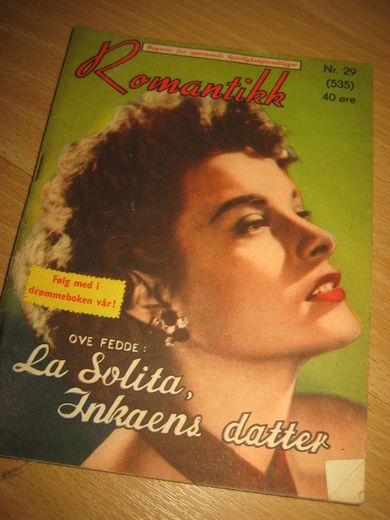 Magasin for spennende kjærlighetsfortellinger
Romantikk
Nr. 29
(535)
40 øre
Følg med i
drømmeboken vår!
OVE FEDDE:
La Solita,
Inkaens datter